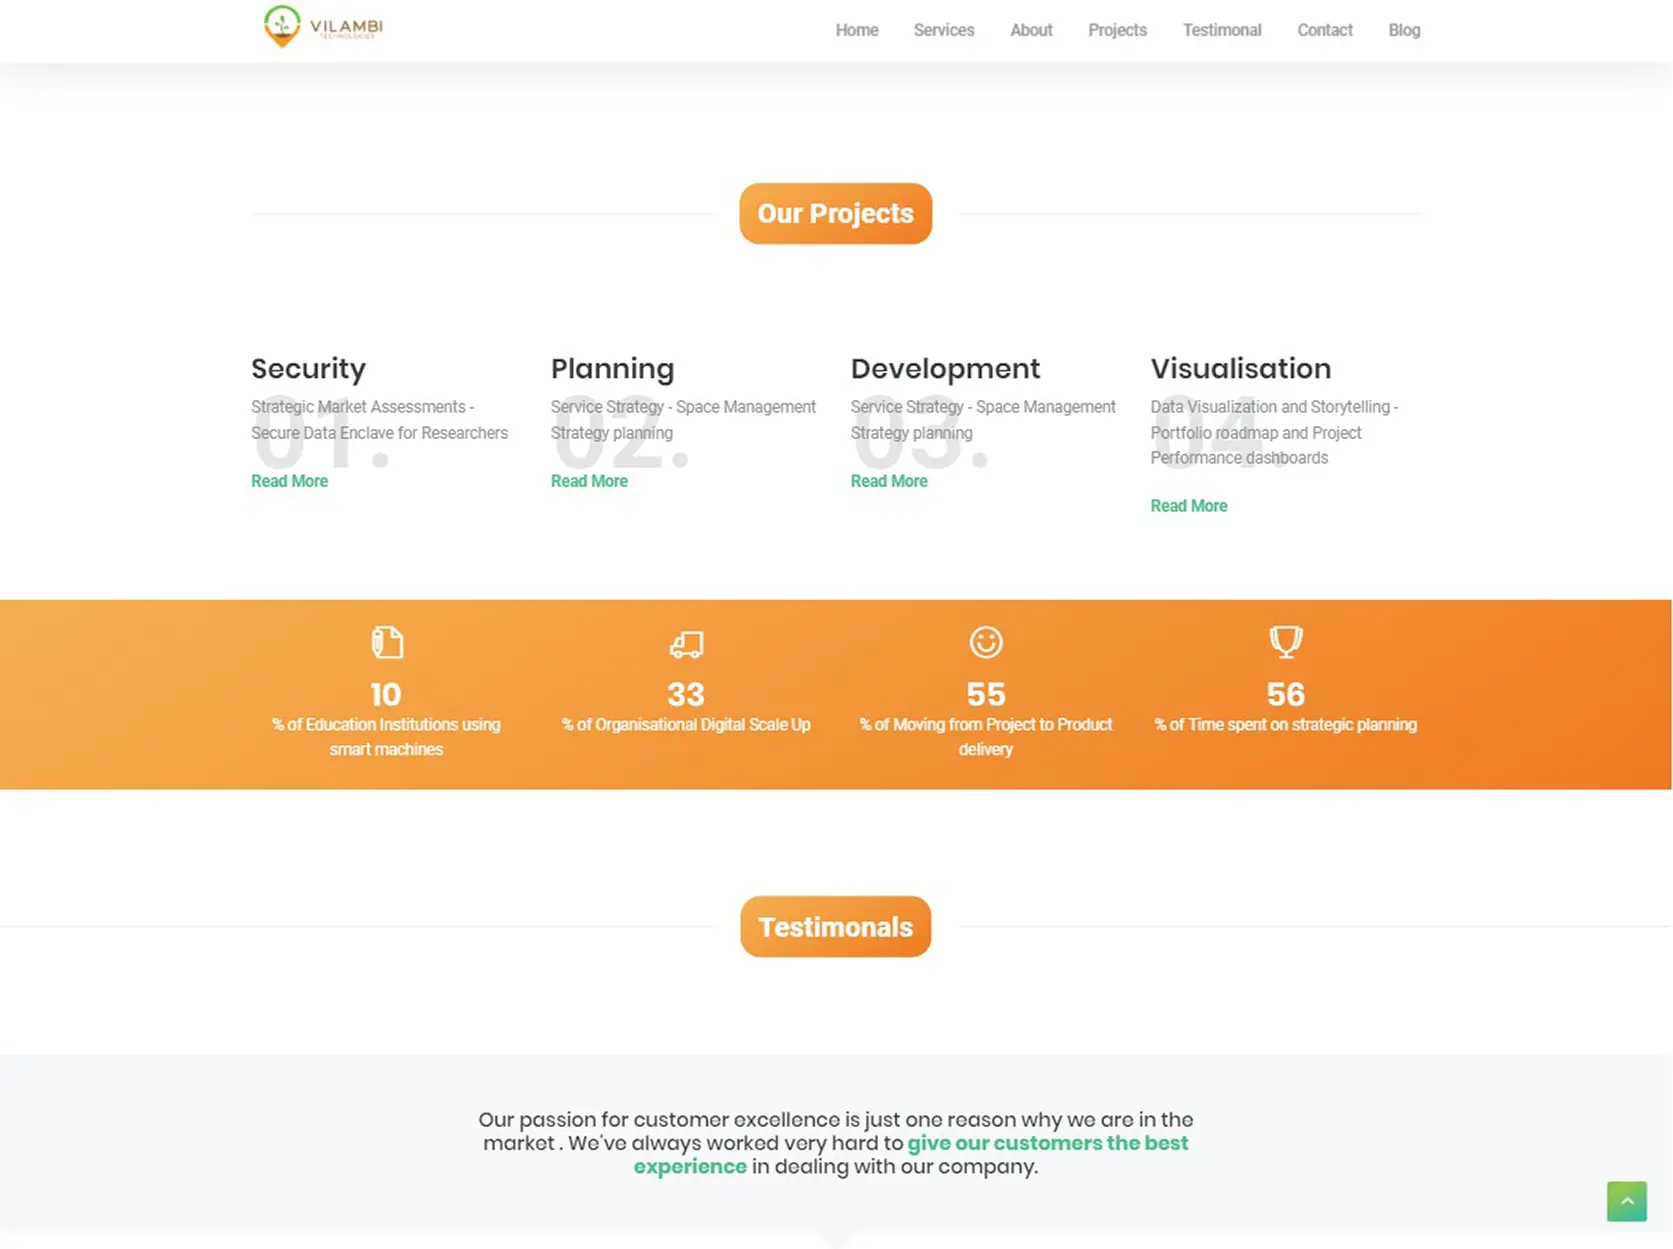 VILAMBI
TECHNOLOGIES
Home Services About Projects Testimonal Contact Blog
Our Projects
Security
01.
Strategic Market Assessments -
Secure Data Enclave for Researchers
Read More
Planning
02.
Service Strategy - Space Management
Strategy planning
Read More
Development
03.
Service Strategy - Space Management
Strategy planning
Read More
Visualisation
04.
Data Visualization and Storytelling -
Portfolio roadmap and Project
Performance dashboards
Read More
10
% of Education Institutions using
smart machines
33
% of Organisational Digital Scale Up
55
% of Moving from Project to Product
delivery
56
% of Time spent on strategic planning
Testimonals
Our passion for customer excellence is just one reason why we are in the
market . We've always worked very hard to give our customers the best
experience in dealing with our company.